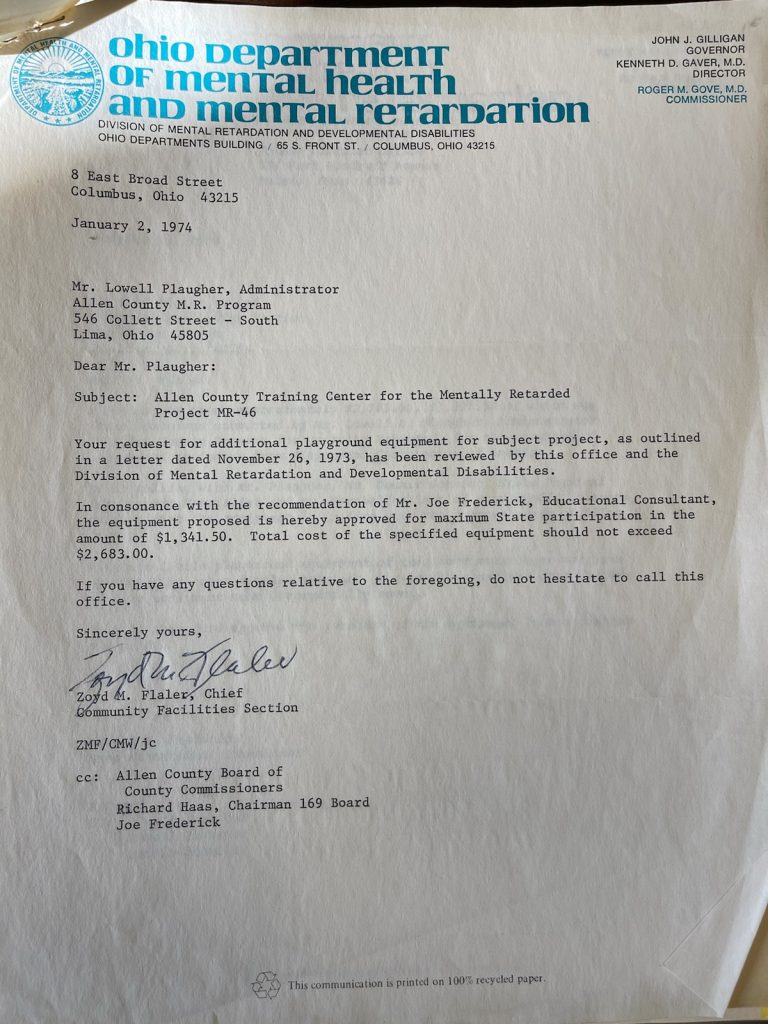 ohio Department
of mental health
and mental retardation
DIVISION OF MENTAL RETARDATION AND DEVELOPMENTAL DISABILITIES
OHIO DEPARTMENTS BUILDING / 65 S. FRONT ST. / COLUMBUS, OHIO 43215
JOHN J. GILLIGAN
GOVERNOR
KENNETH D. GAVER, M.D.
DIRECTOR
ROGER M. GOVE, M.D.
COMMISSIONER
8 East Broad Street
Columbus, Ohio 43215
January 2, 1974
Mr. Lowell Plaugher, Administrator
Allen County M.R. Program
546 Collett Street - South
Lima, Ohio 45805
Dear Mr. Plaugher:
Subject: Allen County Training Center for the Mentally Retarded
Project MR-46
Your request for additional playground equipment for subject project, as outlined
in a letter dated November 26, 1973, has been reviewed by this office and the
Division of Mental Retardation and Developmental Disabilities.
In consonance with the recommendation of Mr. Joe Frederick, Educational Consultant,
the equipment proposed is hereby approved for maximum State participation in the
amount of $1,341.50. Total cost of the specified equipment should not exceed
$2,683.00.
If you have any questions relative to the foregoing, do not hesitate to call this
office.
Sincerely yours,
Zoyd M. Flaler
Zoyd M. Flaler, Chief
Community Facilities Section
ZMF/CMW/jc
cc: Allen County Board of
County Commissioners
Richard Haas, Chairman 169 Board
Joe Frederick
This communication is printed on 100% recycled paper.